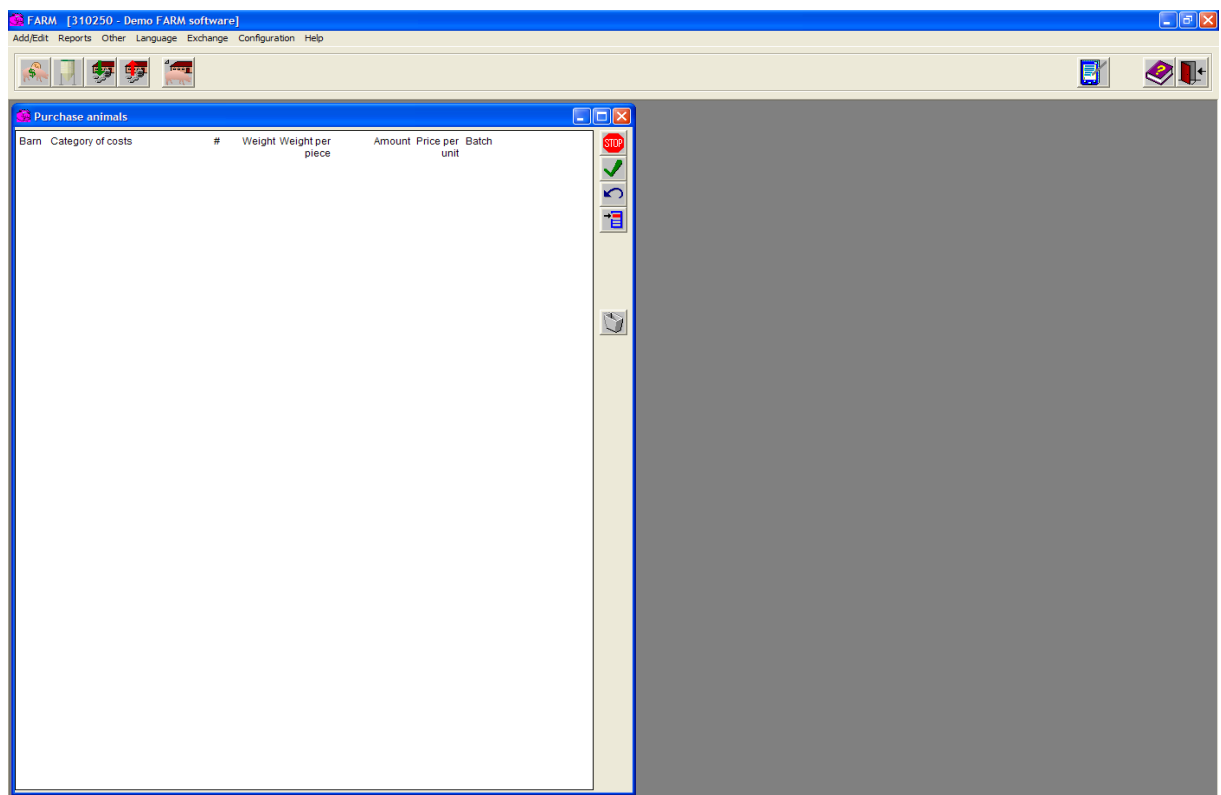 FARM [310250 - Demo FARM software]
Add/Edit Reports Other Language Exchange Configuration Help
Purchase animals
Barn Category of costs # Weight Weight per piece Amount Price per unit Batch
STOP